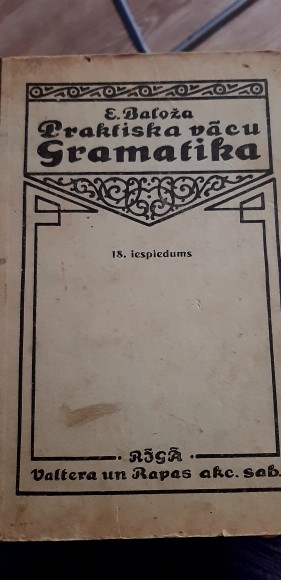 E. Baloža
Praktiska vācu
Gramatika
18. iespiedums
· RĪGĀ ·
Valtera un Rapas akc. sab.